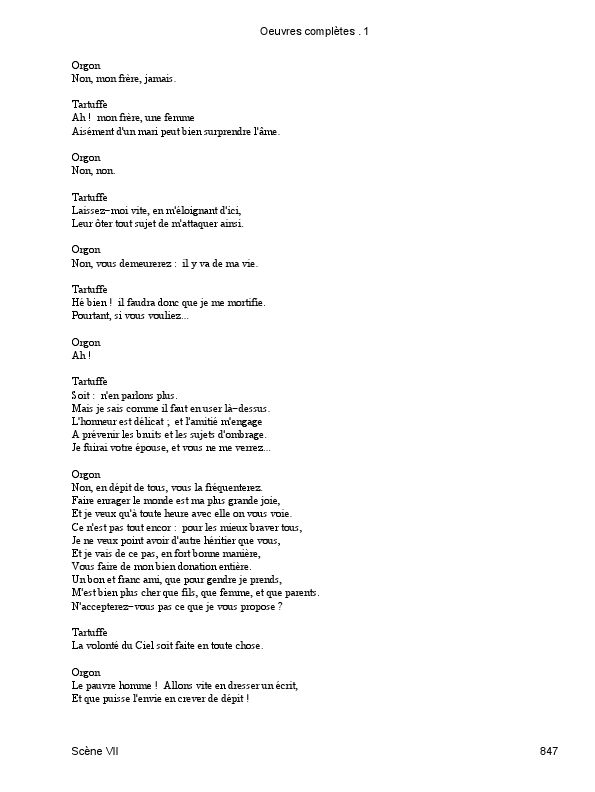 Oeuvres complètes . 1
Orgon
Non, mon frère, jamais.
Tartuffe
Ah !  mon frère, une femme
Aisément d'un mari peut bien surprendre l'âme.
Orgon
Non, non.
Tartuffe
Laissez−moi vite, en m'éloignant d'ici,
Leur ôter tout sujet de m'attaquer ainsi.
Orgon
Non, vous demeurerez :  il y va de ma vie.
Tartuffe
Hé bien !  il faudra donc que je me mortifie.
Pourtant, si vous vouliez...
Orgon
Ah !
Tartuffe
Soit :  n'en parlons plus.
Mais je sais comme il faut en user là−dessus.
L'honneur est délicat ;  et l'amitié m'engage
A prévenir les bruits et les sujets d'ombrage.
Je fuirai votre épouse, et vous ne me verrez...
Orgon
Non, en dépit de tous, vous la fréquenterez.
Faire enrager le monde est ma plus grande joie,
Et je veux qu'à toute heure avec elle on vous voie.
Ce n'est pas tout encor :  pour les mieux braver tous,
Je ne veux point avoir d'autre héritier que vous,
Et je vais de ce pas, en fort bonne manière,
Vous faire de mon bien donation entière.
Un bon et franc ami, que pour gendre je prends,
M'est bien plus cher que fils, que femme, et que parents.
N'accepterez−vous pas ce que je vous propose ?
Tartuffe
La volonté du Ciel soit faite en toute chose.
Orgon
Le pauvre homme !  Allons vite en dresser un écrit,
Et que puisse l'envie en crever de dépit !
Scène VII
847